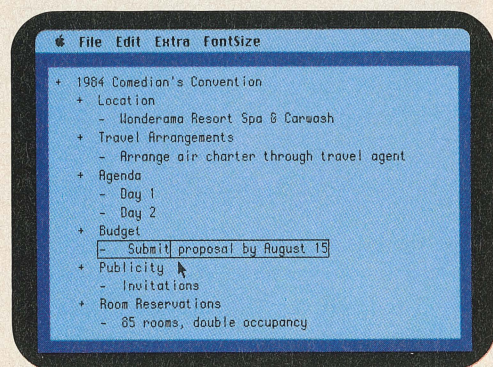 File Edit Extra FontSize
+ 1984 Comedian's Convention
+ Location
- Wonderama Resort Spa & Carwash
+ Travel Arrangements
- Arrange air charter through travel agent
+ Agenda
- Day 1
- Day 2
+ Budget
- Submit proposal by August 15
+ Publicity
- Invitations
+ Room Reservations
- 85 rooms, double occupancy